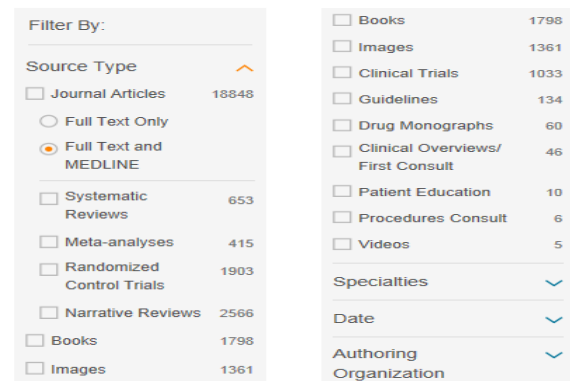 Filter By:
Source Type
Journal Articles 18848
Full Text Only
Full Text and
MEDLINE
Systematic
Reviews 653
Meta-analyses 415
Randomized
Control Trials 1903
Narrative Reviews 2566
Books 1798
Images 1361
Books 1798
Images 1361
Clinical Trials 1033
Guidelines 134
Drug Monographs 60
Clinical Overviews/
First Consult 46
Patient Education 10
Procedures Consult 6
Videos 5
Specialties
Date
Authoring
Organization